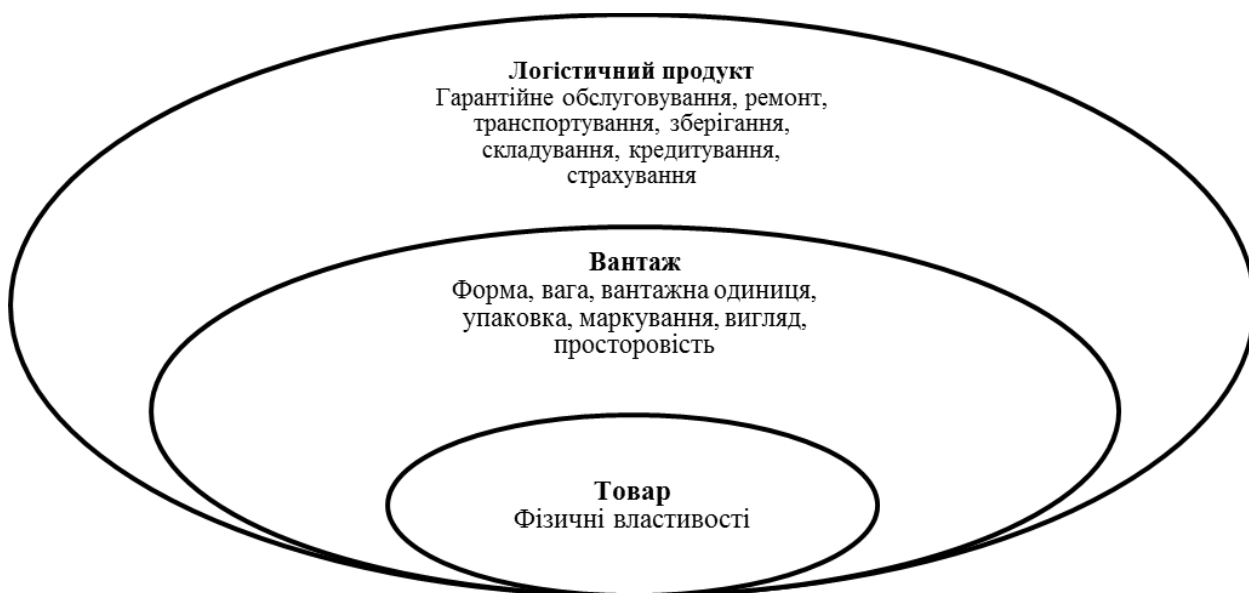 Логістичний продукт
Гарантійне обслуговування, ремонт,
транспортування, зберігання,
складування, кредитування,
страхування
Вантаж
Форма, вага, вантажна одиниця,
упаковка, маркування, вигляд,
просторовість
Товар
Фізичні властивості